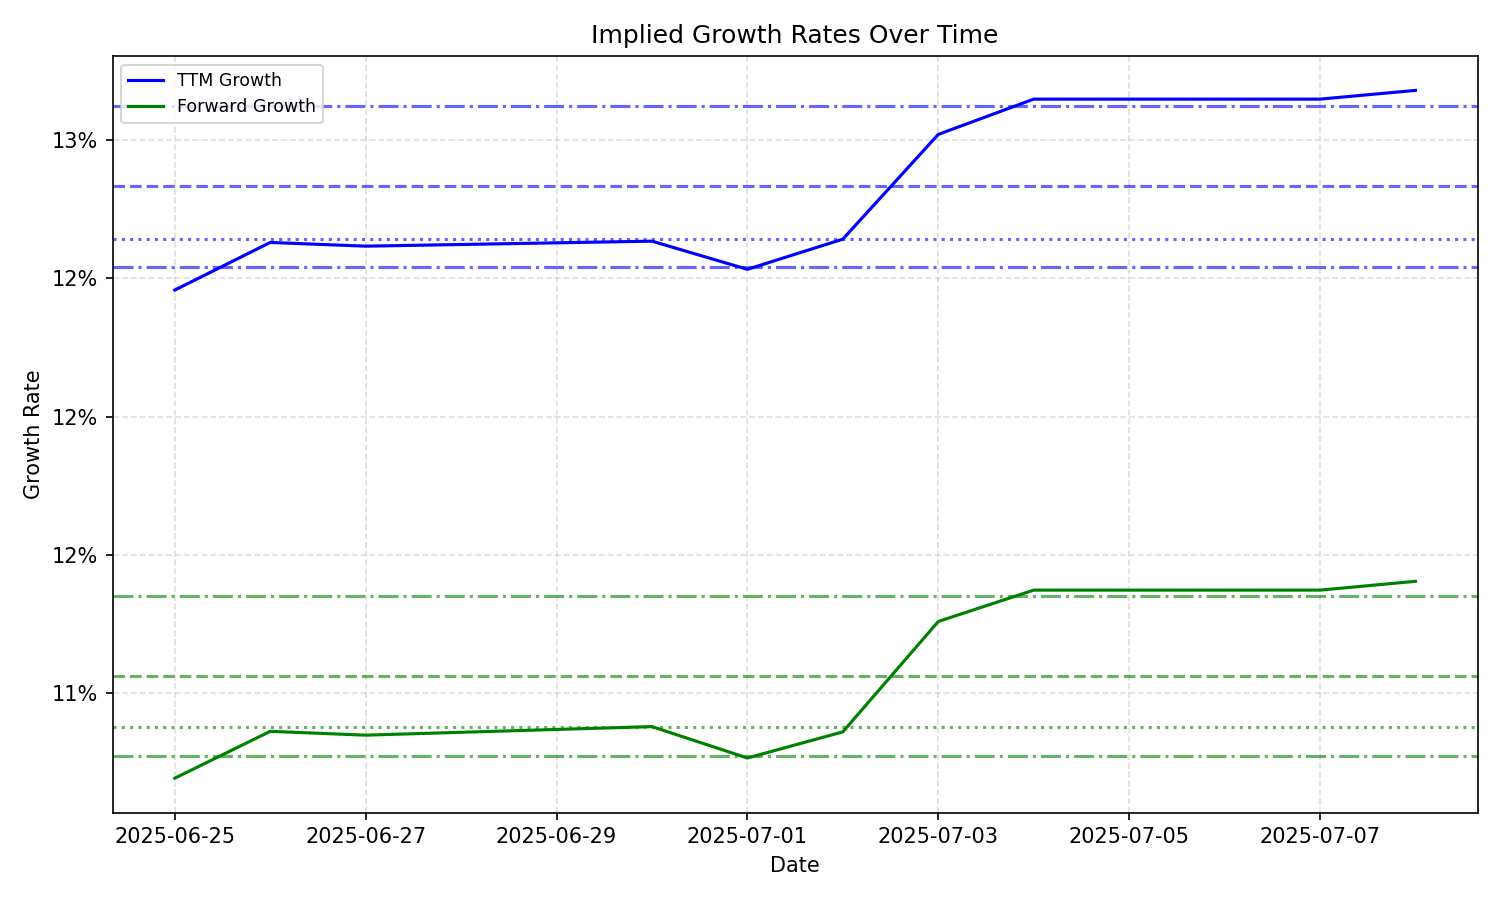 Implied Growth Rates Over Time
TTM Growth
Forward Growth
13%
12%
12%
12%
11%
Growth Rate
2025-06-25
2025-06-27
2025-06-29
2025-07-01
2025-07-03
2025-07-05
2025-07-07
Date